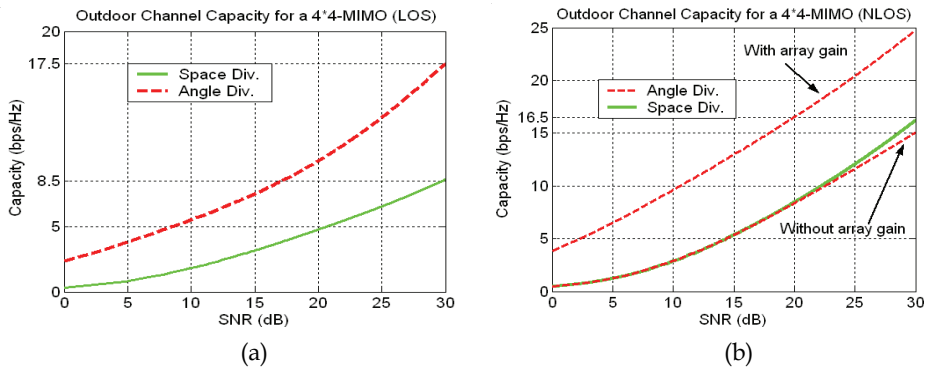 Outdoor Channel Capacity for a 4*4-MIMO (LOS)
20
17.5
8.5
5
0
Capacity (bps/Hz)
Space Div.
Angle Div.
0 5 10 15 20 25 30
SNR (dB)
(a)
Outdoor Channel Capacity for a 4*4-MIMO (NLOS)
25
20
16.5
15
10
5
0
Capacity (bps/Hz)
With array gain
Angle Div.
Space Div.
Without array gain
0 5 10 15 20 25 30
SNR (dB)
(b)